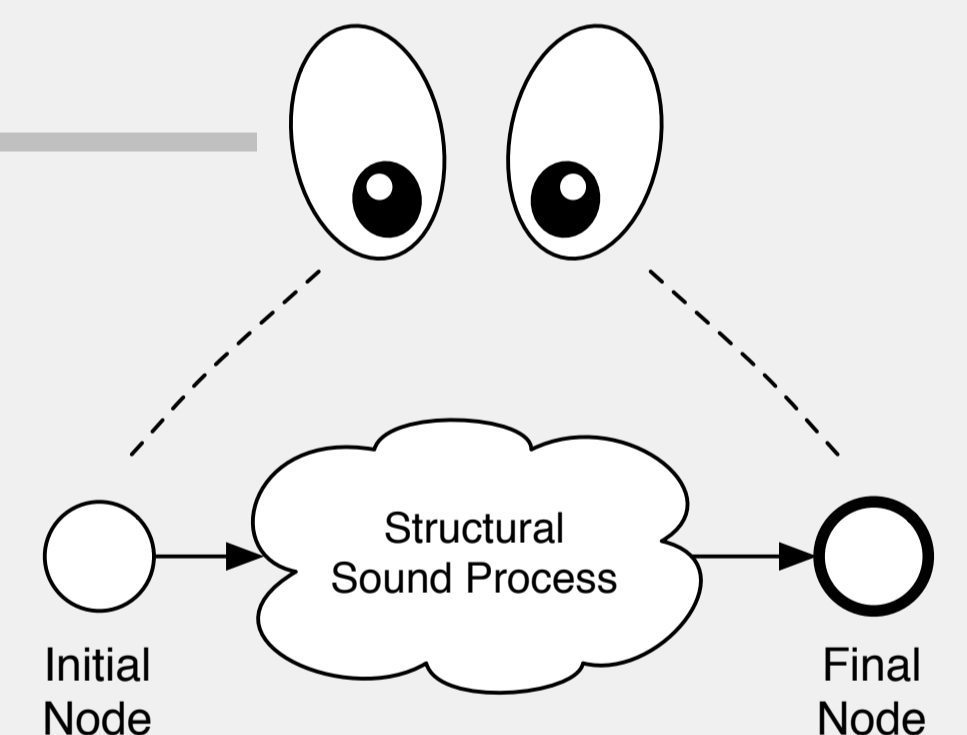 Structural
Sound Process
Initial
Node
Final
Node